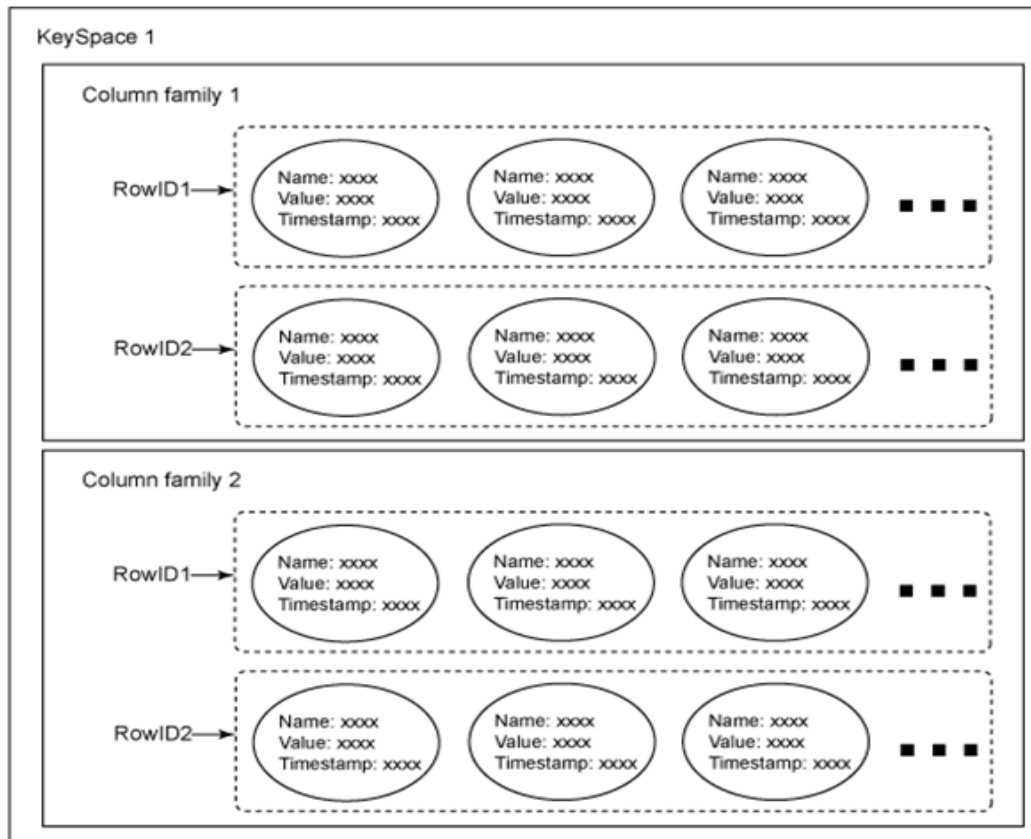 KeySpace 1
Column family 1
RowID1
Name: xxxx
Value: xxxx
Timestamp: xxxx
Name: xxxx
Value: xxxx
Timestamp: xxxx
Name: xxxx
Value: xxxx
Timestamp: xxxx
RowID2
Name: xxxx
Value: xxxx
Timestamp: xxxx
Name: xxxx
Value: xxxx
Timestamp: xxxx
Name: xxxx
Value: xxxx
Timestamp: xxxx
Column family 2
RowID1
Name: xxxx
Value: xxxx
Timestamp: xxxx
Name: xxxx
Value: xxxx
Timestamp: xxxx
Name: xxxx
Value: xxxx
Timestamp: xxxx
RowID2
Name: xxxx
Value: xxxx
Timestamp: xxxx
Name: xxxx
Value: xxxx
Timestamp: xxxx
Name: xxxx
Value: xxxx
Timestamp: xxxx